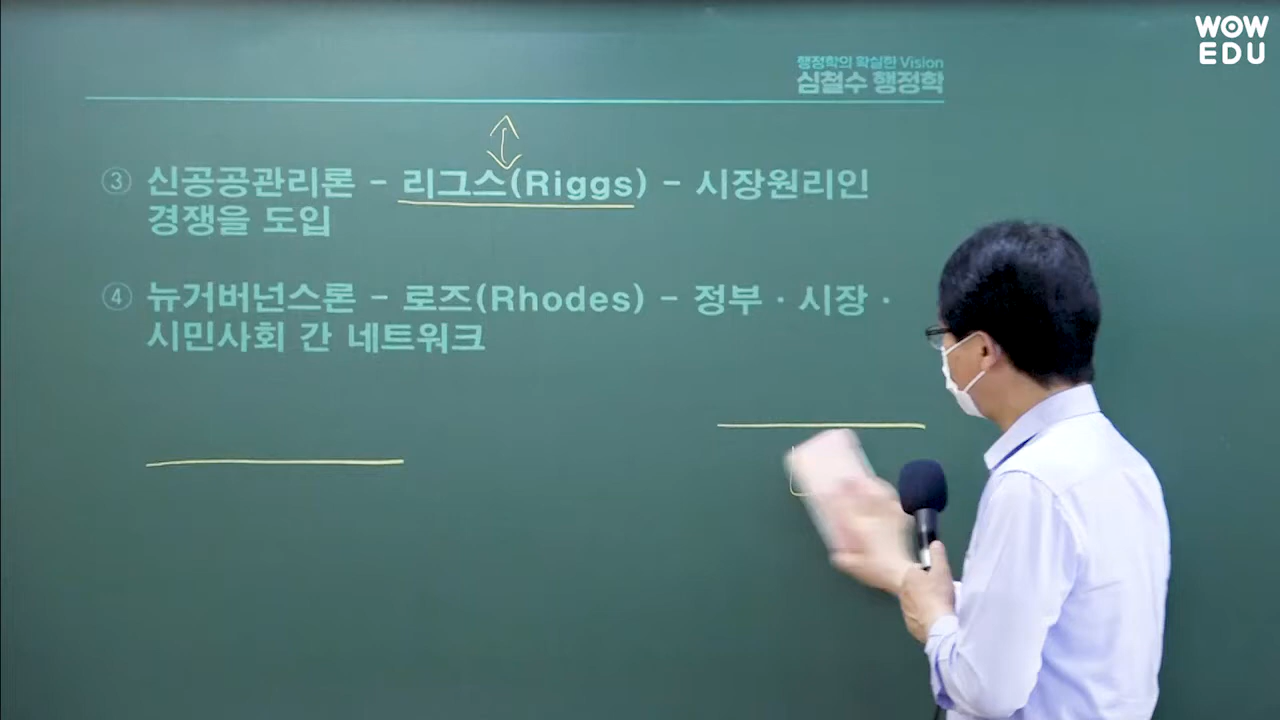 WOW
EDU
행정학의 확실한 Vision
심철수 행정학
③ 신공공관리론 - 리그스(Riggs) - 시장원리인
경쟁을 도입
④ 뉴거버넌스론 - 로즈(Rhodes) - 정부·시장·
시민사회 간 네트워크